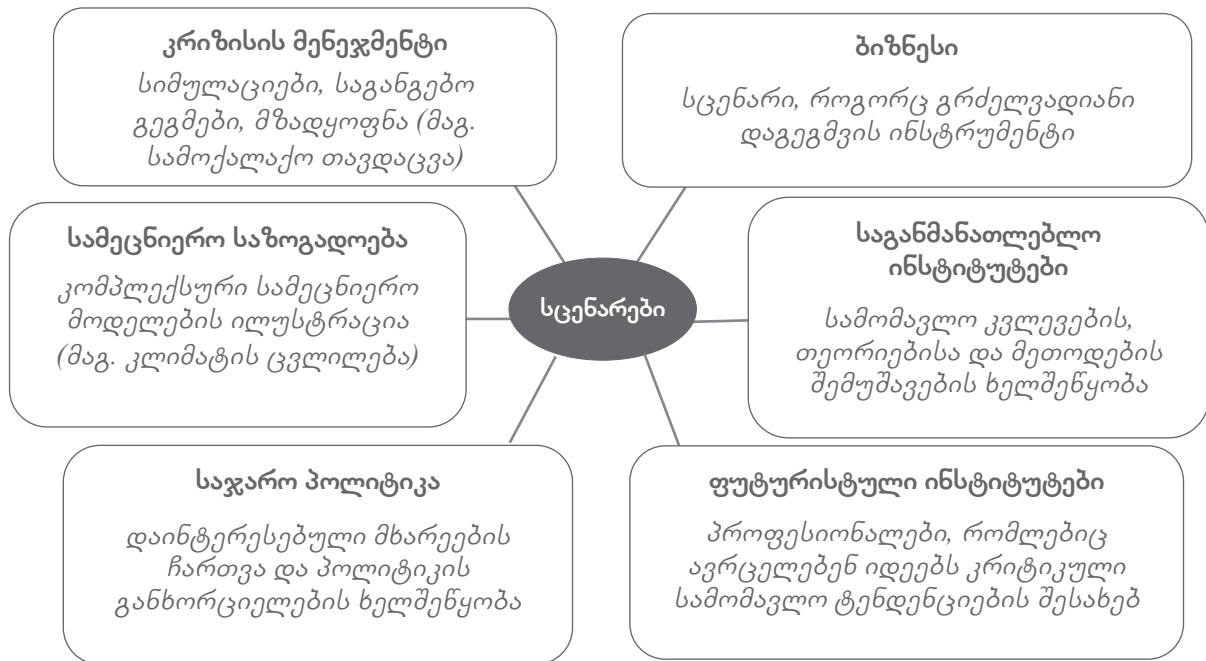 კრიზისის მენეჯმენტი
სიმულაციები, საგანგებო
გეგმები, მზადყოფნა (მაგ.
სამოქალაქო თავდაცვა)
ბიზნესი
სცენარი, როგორც გრძელვადიანი
დაგეგმვის ინსტრუმენტი
სამეცნიერო საზოგადოება
კომპლექსური სამეცნიერო
მოდელების ილუსტრაცია
(მაგ. კლიმატის ცვლილება)
სცენარები
საგანმანათლებლო
ინსტიტუტები
სამომავლო კვლევების,
თეორიებისა და მეთოდების
შემუშავების ხელშეწყობა
საჯარო პოლიტიკა
დაინტერესებული მხარეების
ჩართვა და პოლიტიკის
განხორციელების ხელშეწყობა
ფუტურისტული ინსტიტუტები
პროფესიონალები, რომლებიც
ავრცელებენ იდეებს კრიტიკული
სამომავლო ტენდენციების შესახებ